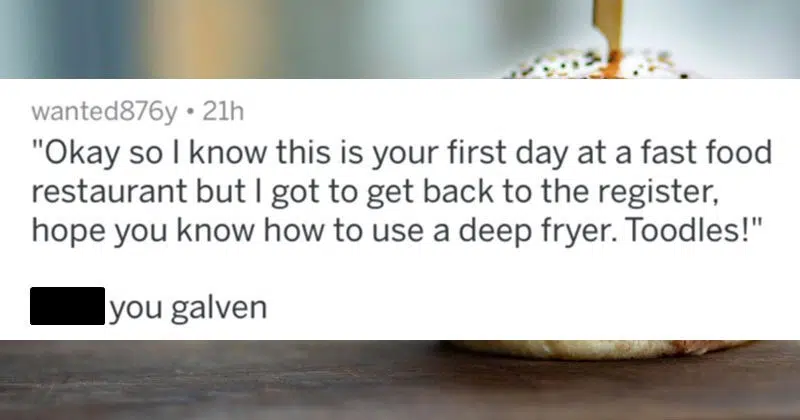 wanted876y • 21h
"Okay so I know this is your first day at a fast food
restaurant but I got to get back to the register,
hope you know how to use a deep fryer. Toodles!"
you galven